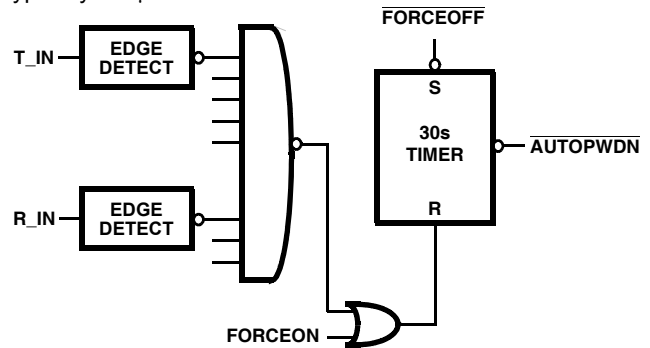 FORCEOFF
T_IN
EDGE
DETECT
S
30s
TIMER
AUTOPWDN
R
R_IN
EDGE
DETECT
FORCEON